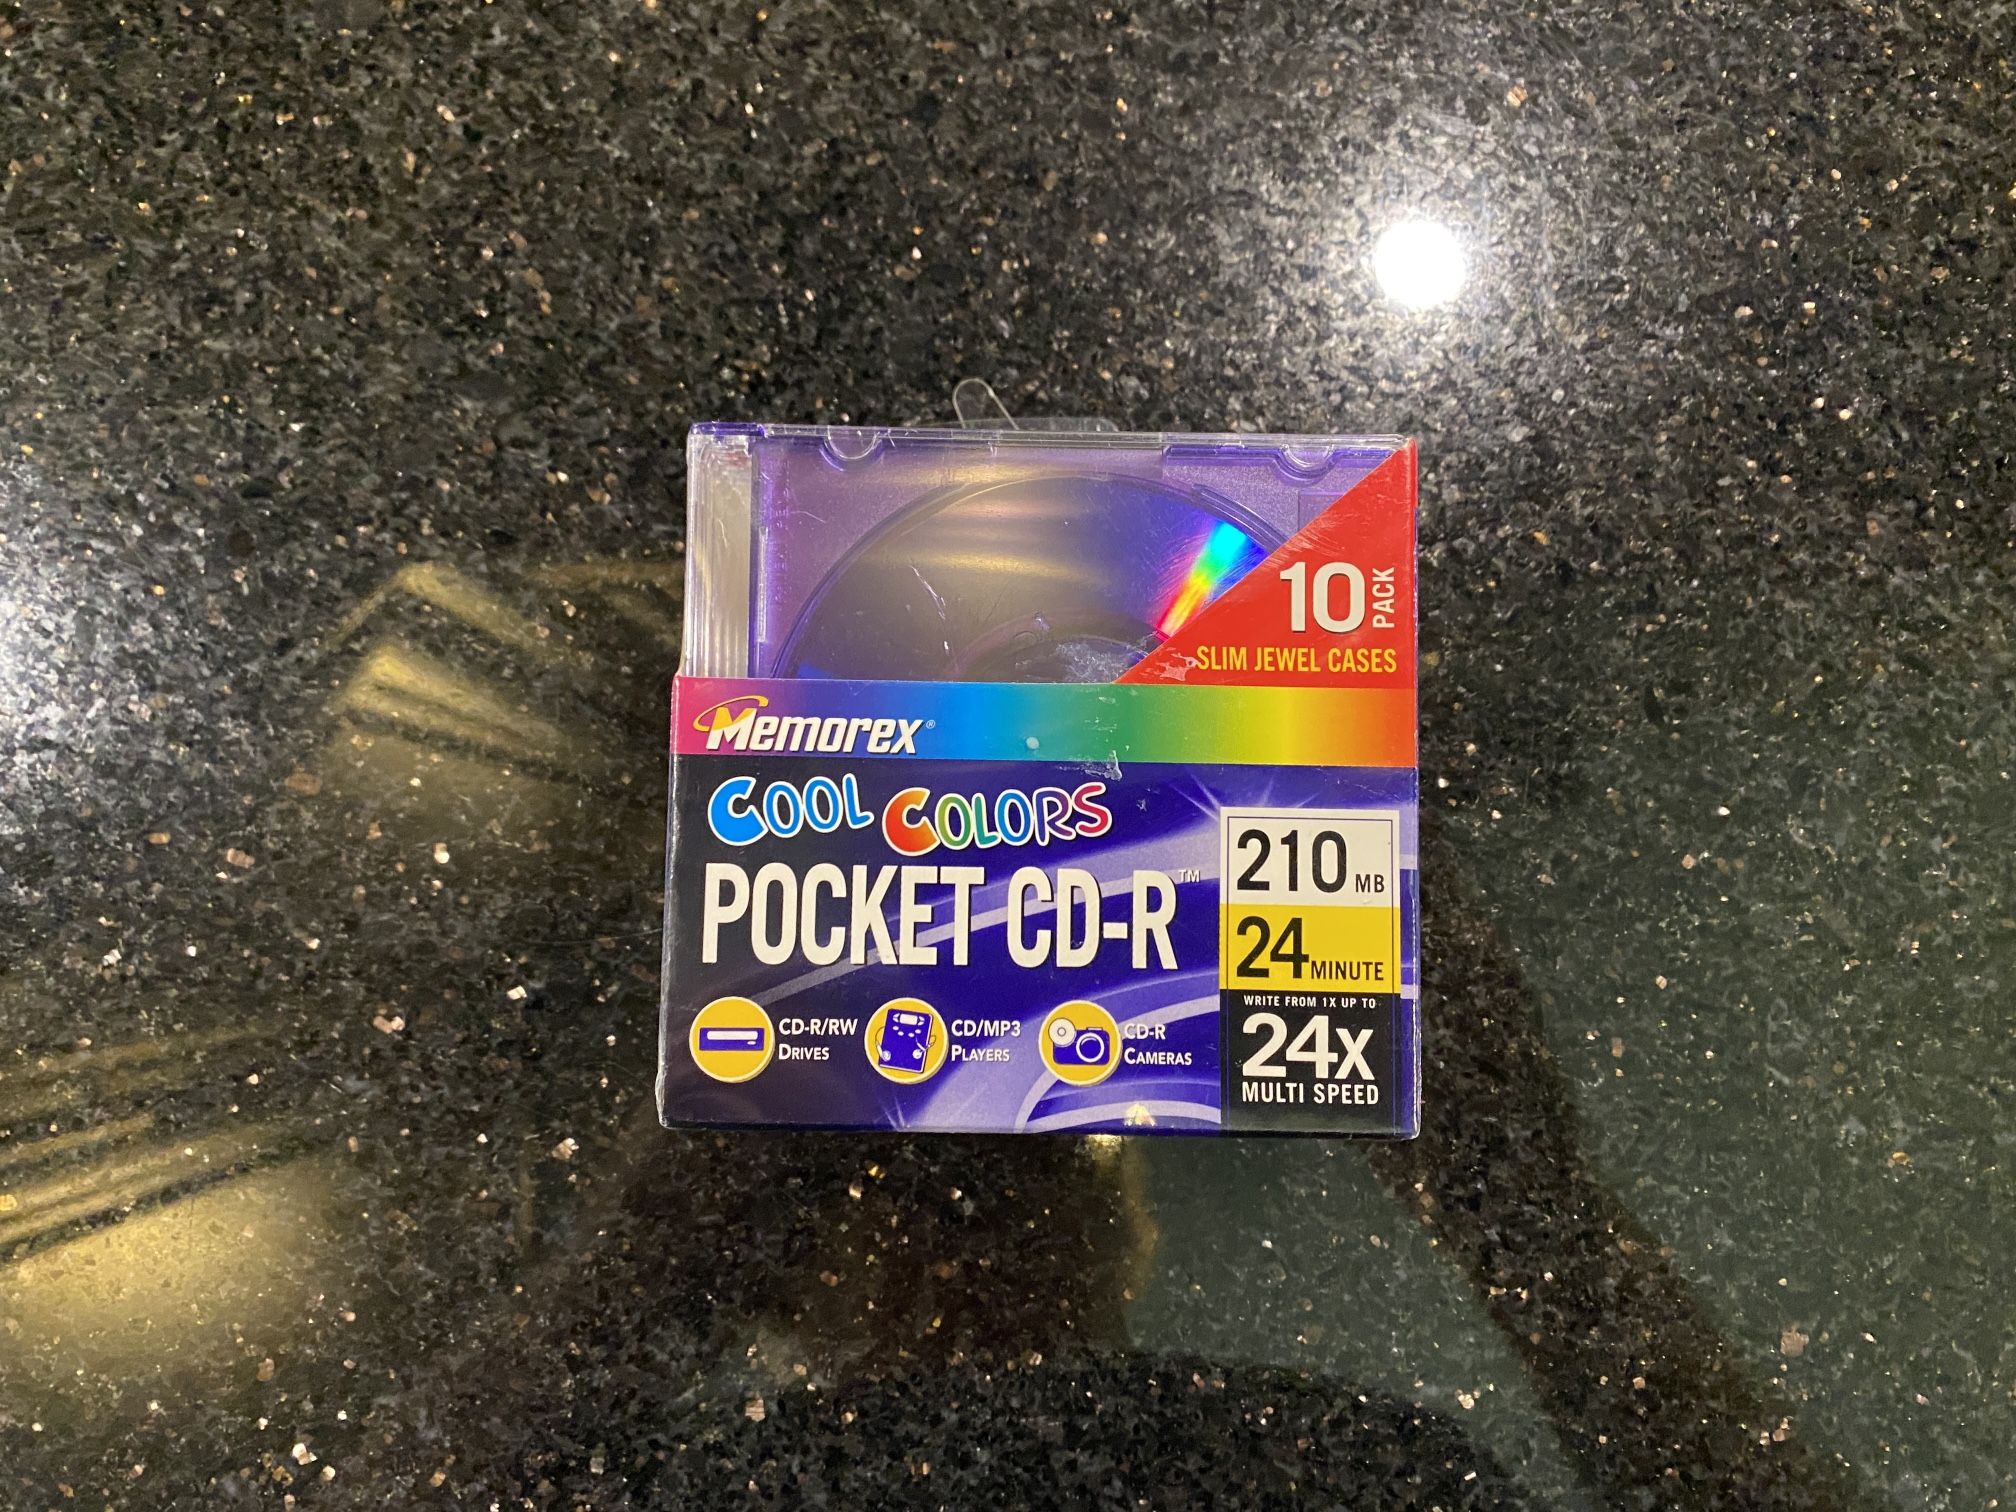 10 PACK
SLIM JEWEL CASES
Memorex®
COOL COLORS
POCKET CD-R™
210 MB
24 MINUTE
WRITE FROM 1X UP TO
24X
MULTI SPEED
CD-R/RW
DRIVES
CD/MP3
PLAYERS
CD-R
CAMERAS